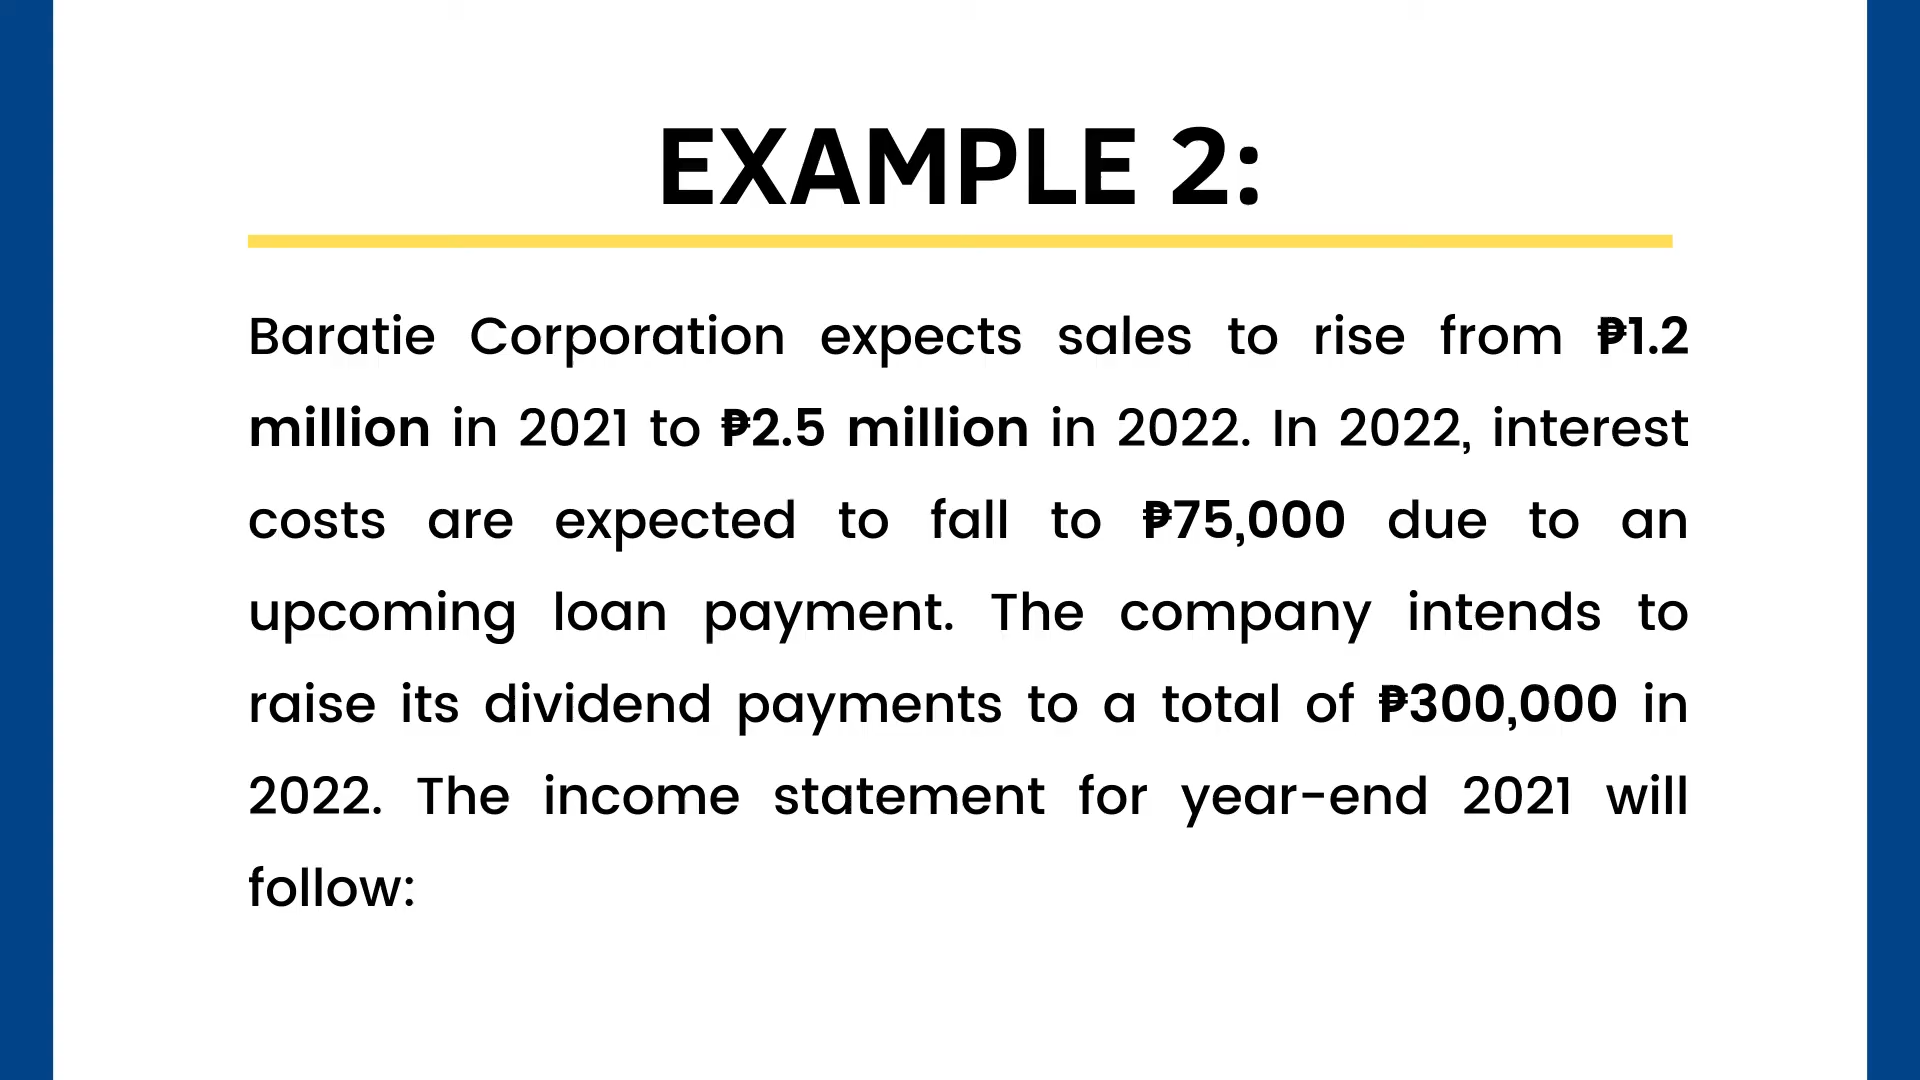 EXAMPLE 2:
Baratie Corporation expects sales to rise from ₱1.2
million in 2021 to ₱2.5 million in 2022. In 2022, interest
costs are expected to fall to ₱75,000 due to an
upcoming loan payment. The company intends to
raise its dividend payments to a total of ₱300,000 in
2022. The income statement for year-end 2021 will
follow: